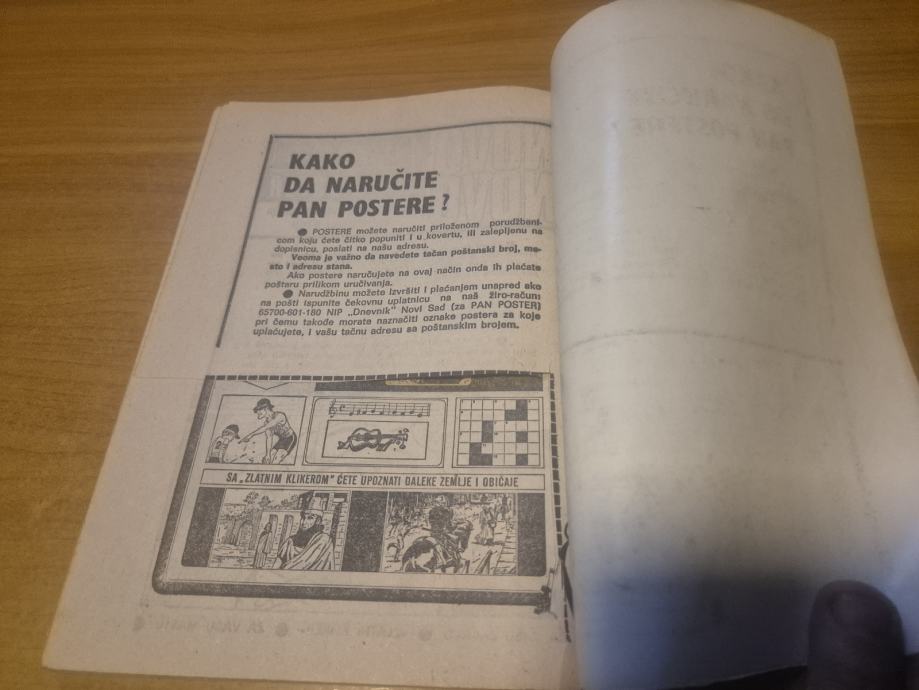 KAKO
DA NARUČITE
PAN POSTERE?
● POSTERE možete naručiti priloženom porudžbeni-
com koju ćete čitko popuniti i u kovertu, ili zalepljenu na
dopisnicu, poslati na našu adresu.
Veoma je važno da navedete tačan poštanski broj, me-
sto i adresu stana.
Ako postere naručujete na ovaj način onda ih plaćate
poštaru prilikom uručivanja.
● Narudžbinu možete izvršiti i plaćanjem unapred ako
na pošti ispunite čekovnu uplatnicu na naš žiro-račun:
65700-601-180 NIP „Dnevnik" Novi Sad (za PAN POSTER)
pri čemu takođe morate naznačiti oznake postera za koje
uplaćujete, i vašu tačnu adresu sa poštanskim brojem.
SA „ZLATNIM KLIKEROM" ĆETE UPOZNATI DALEKE ZEMLJE I OBIČAJE